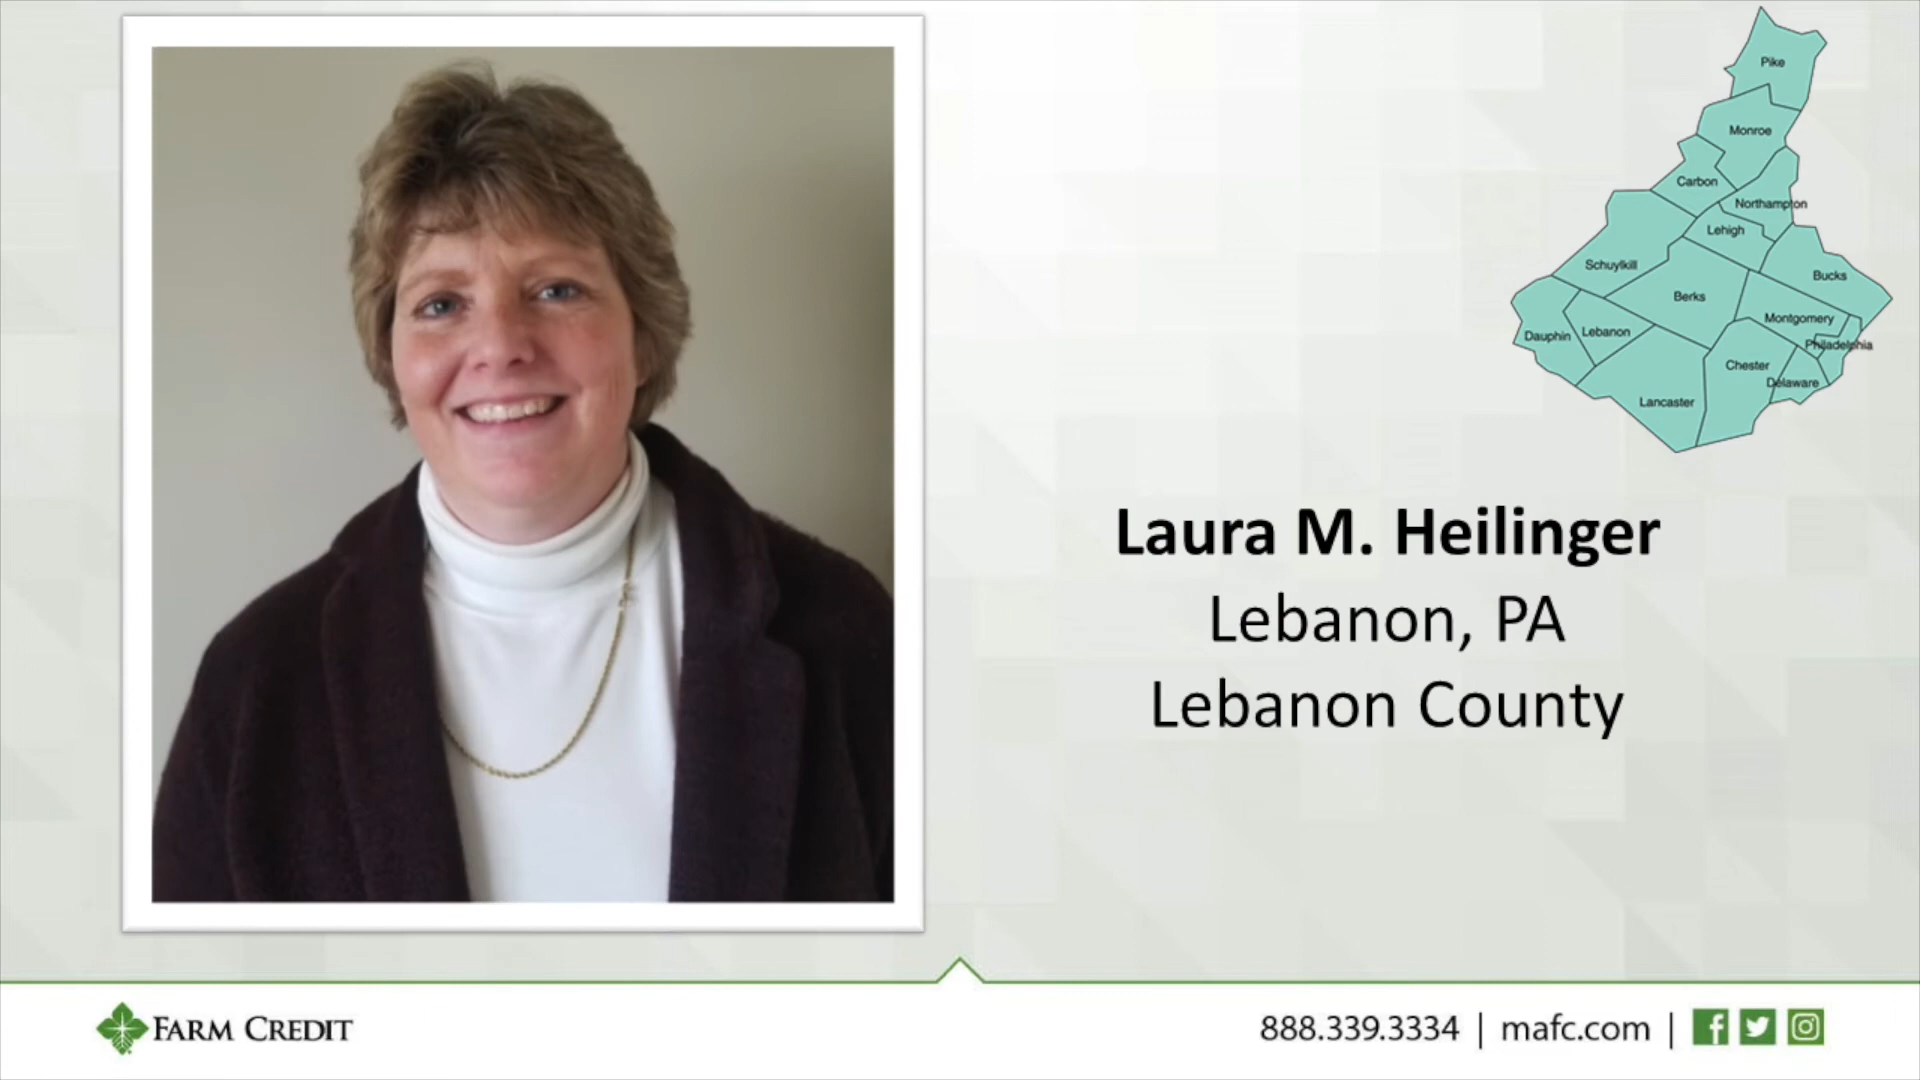 Pike
Monroe
Carbon
Northampton
Lehigh
Schuylkill
Bucks
Berks
Montgomery
Dauphin
Lebanon
Philadelphia
Chester
Delaware
Lancaster
Laura M. Heilinger
Lebanon, PA
Lebanon County
FARM CREDIT
888.339.3334 | mafc.com |